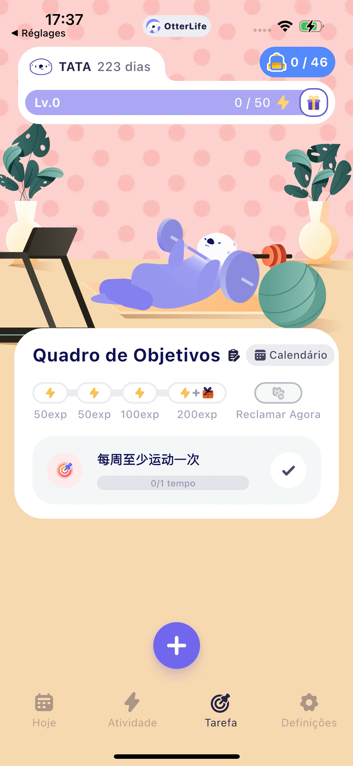 17:37
◀ Réglages
OtterLife
TATA 223 dias
0 / 46
Lv.0
0 / 50
Quadro de Objetivos
Calendário
50exp
50exp
100exp
200exp
Reclamar Agora
每周至少运动一次
0/1 tempo
Hoje
Atividade
Tarefa
Definições